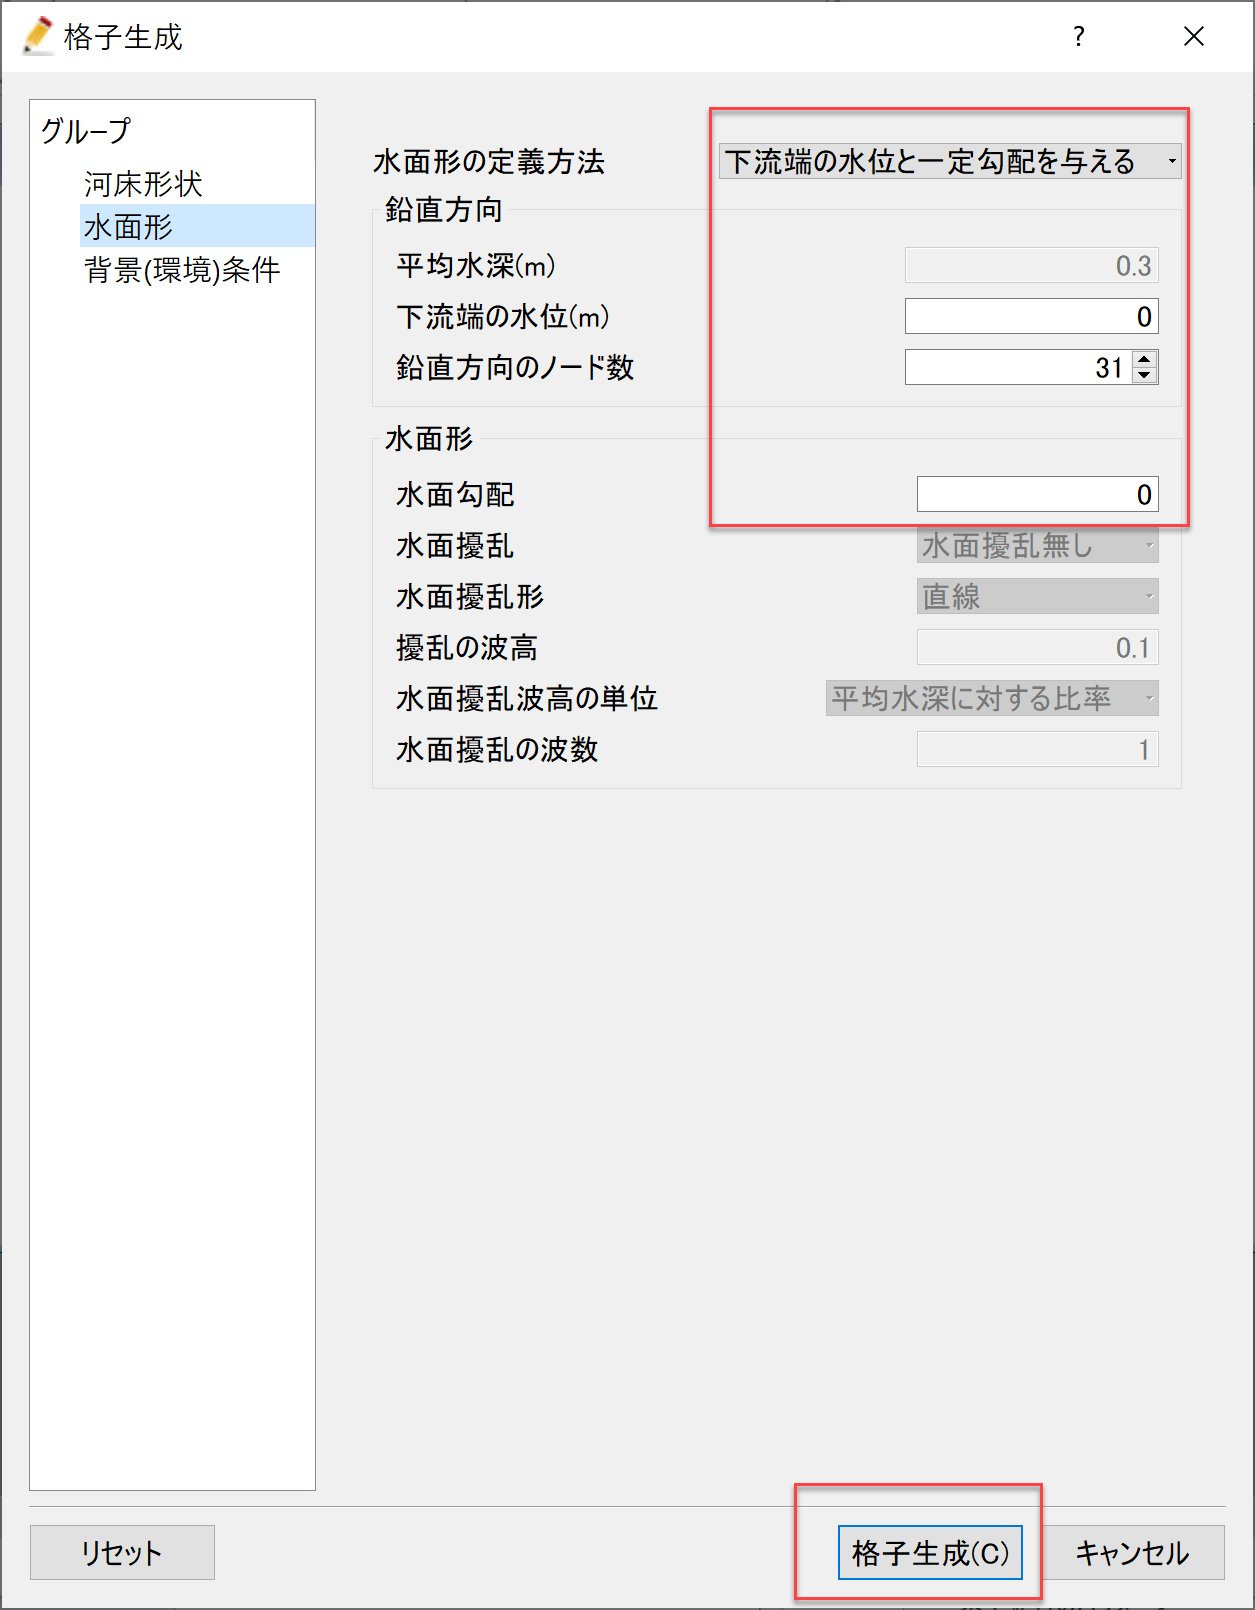 格子生成
?
グループ
河床形状
水面形
背景(環境)条件
水面形の定義方法
下流端の水位と一定勾配を与える
鉛直方向
平均水深(m)
0.3
下流端の水位(m)
0
鉛直方向のノード数
31
水面形
水面勾配
0
水面擾乱
水面擾乱無し
水面擾乱形
直線
擾乱の波高
0.1
水面擾乱波高の単位
平均水深に対する比率
水面擾乱の波数
1
リセット
格子生成(C)
キャンセル